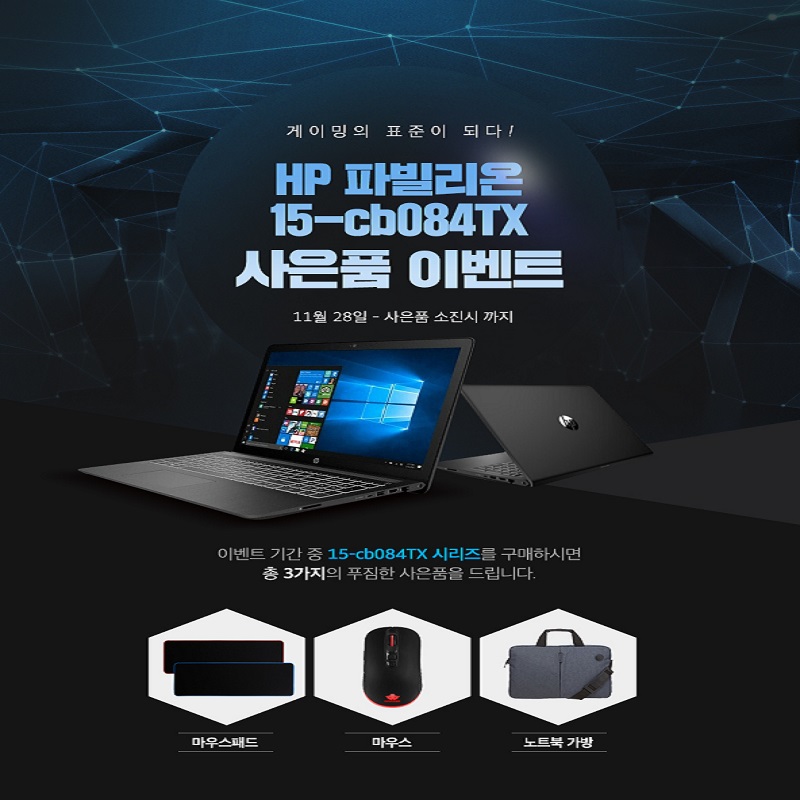 게이밍의 표준이 되다!
HP 파빌리온
15-cb084TX
사은품 이벤트
11월 28일 - 사은품 소진시 까지
이벤트 기간 중 15-cb084TX 시리즈를 구매하시면
총 3가지의 푸짐한 사은품을 드립니다.
마우스패드
마우스
노트북 가방